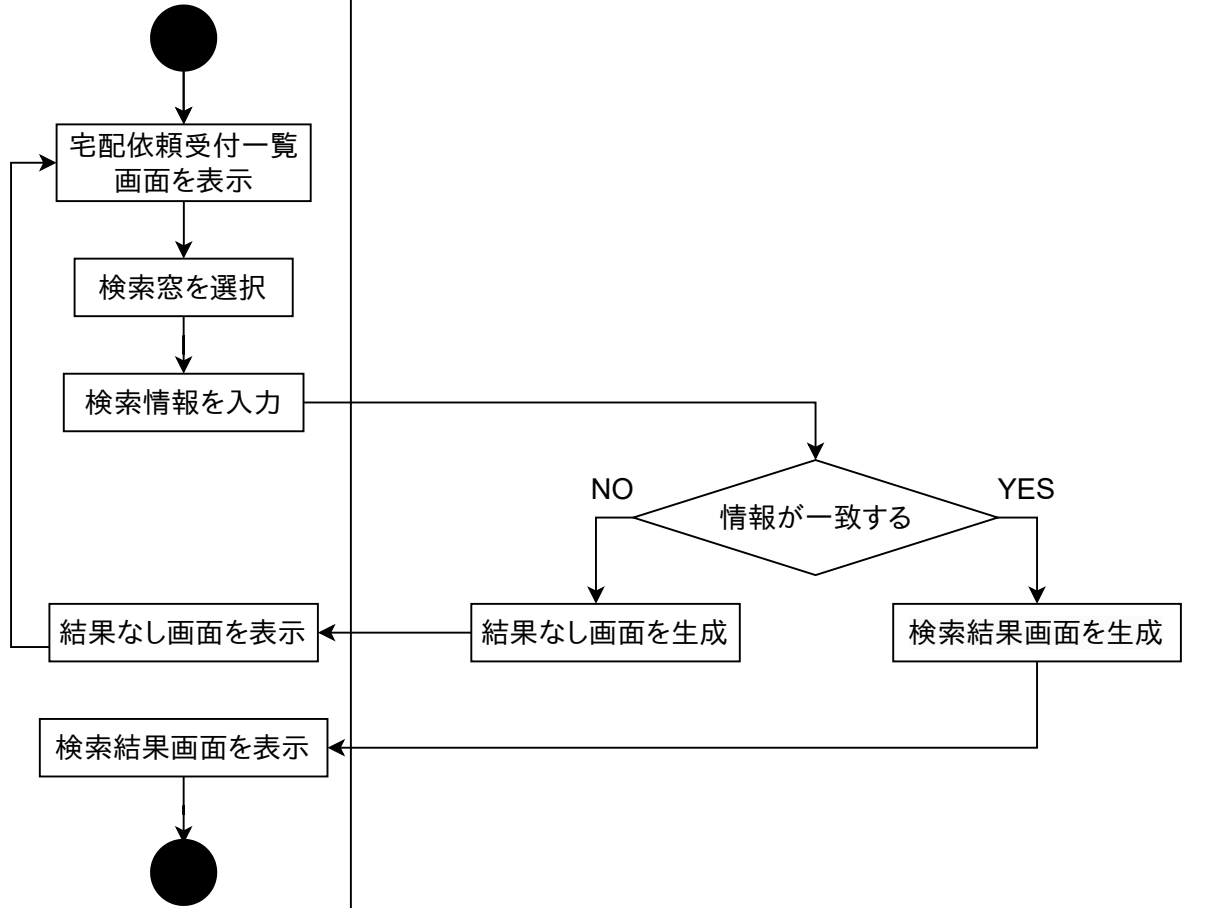 宅配依頼受付一覧
画面を表示
検索窓を選択
検索情報を入力
NO
YES
情報が一致する
結果なし画面を表示
結果なし画面を生成
検索結果画面を生成
検索結果画面を表示